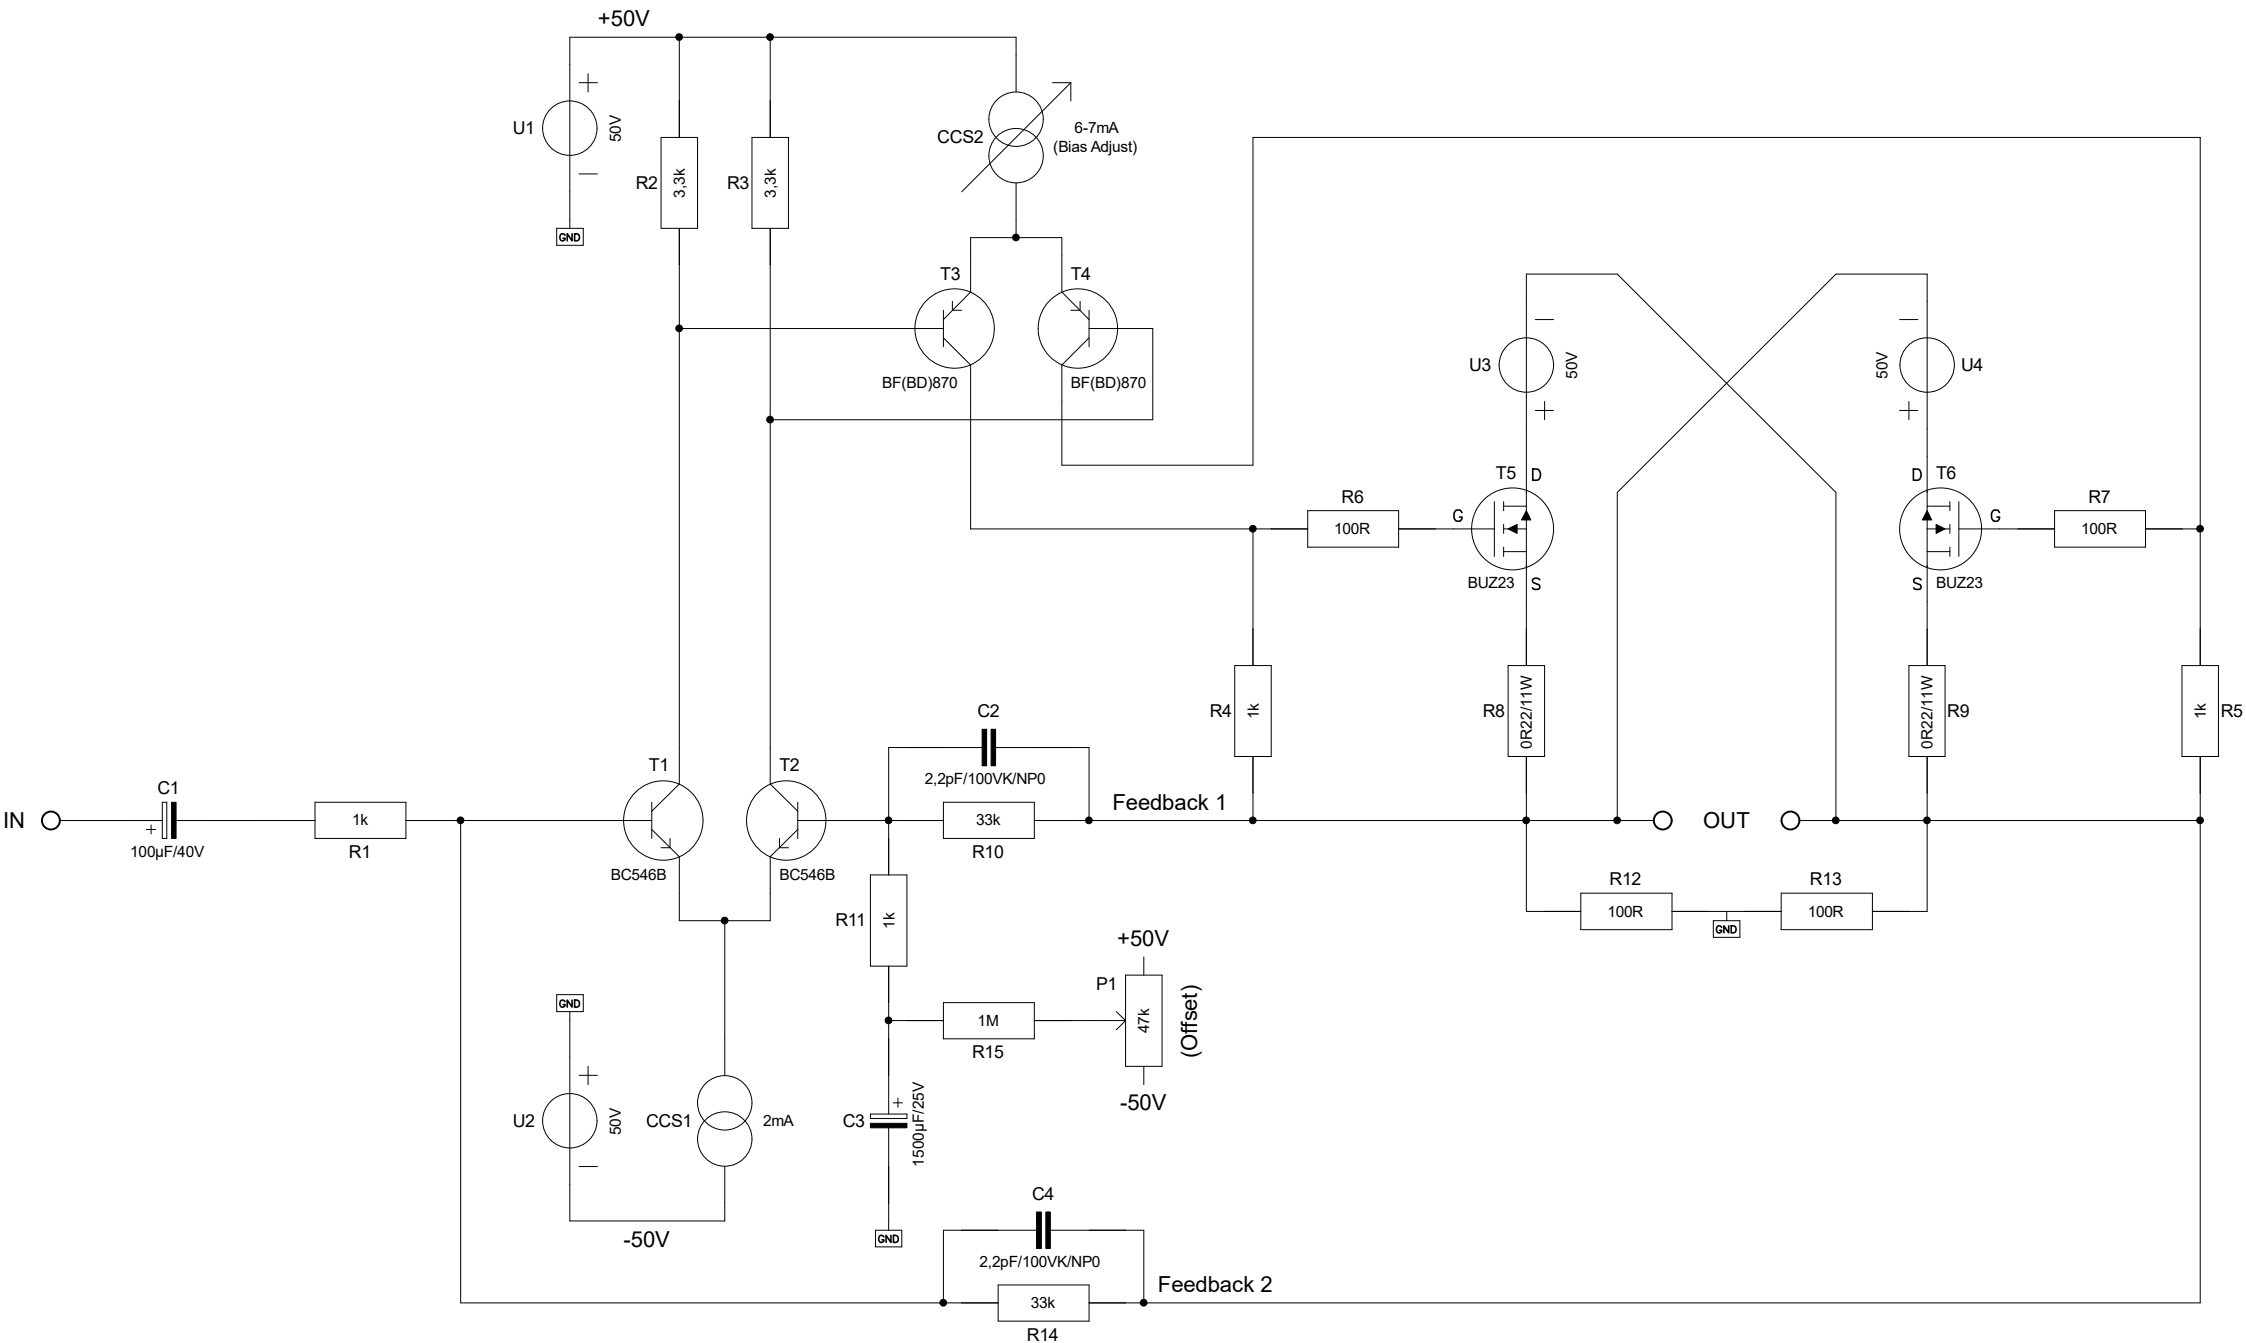 +50V
U1
50V
GND
R2
3,3k
R3
3,3k
CCS2
6-7mA
(Bias Adjust)
T3
BF(BD)870
T4
BF(BD)870
U3
50V
U4
50V
T5
D
G
S
BUZ23
T6
D
G
S
BUZ23
R6
100R
R7
100R
R4
1k
R8
0R22/11W
R9
0R22/11W
R5
1k
IN
C1
+
100µF/40V
1k
R1
T1
BC546B
T2
BC546B
C2
2,2pF/100VK/NP0
33k
R10
Feedback 1
OUT
R12
100R
R13
100R
GND
R11
1k
+50V
P1
47k
(Offset)
-50V
1M
R15
GND
U2
50V
CCS1
2mA
-50V
C3
+
1500µF/25V
GND
C4
2,2pF/100VK/NP0
33k
R14
Feedback 2